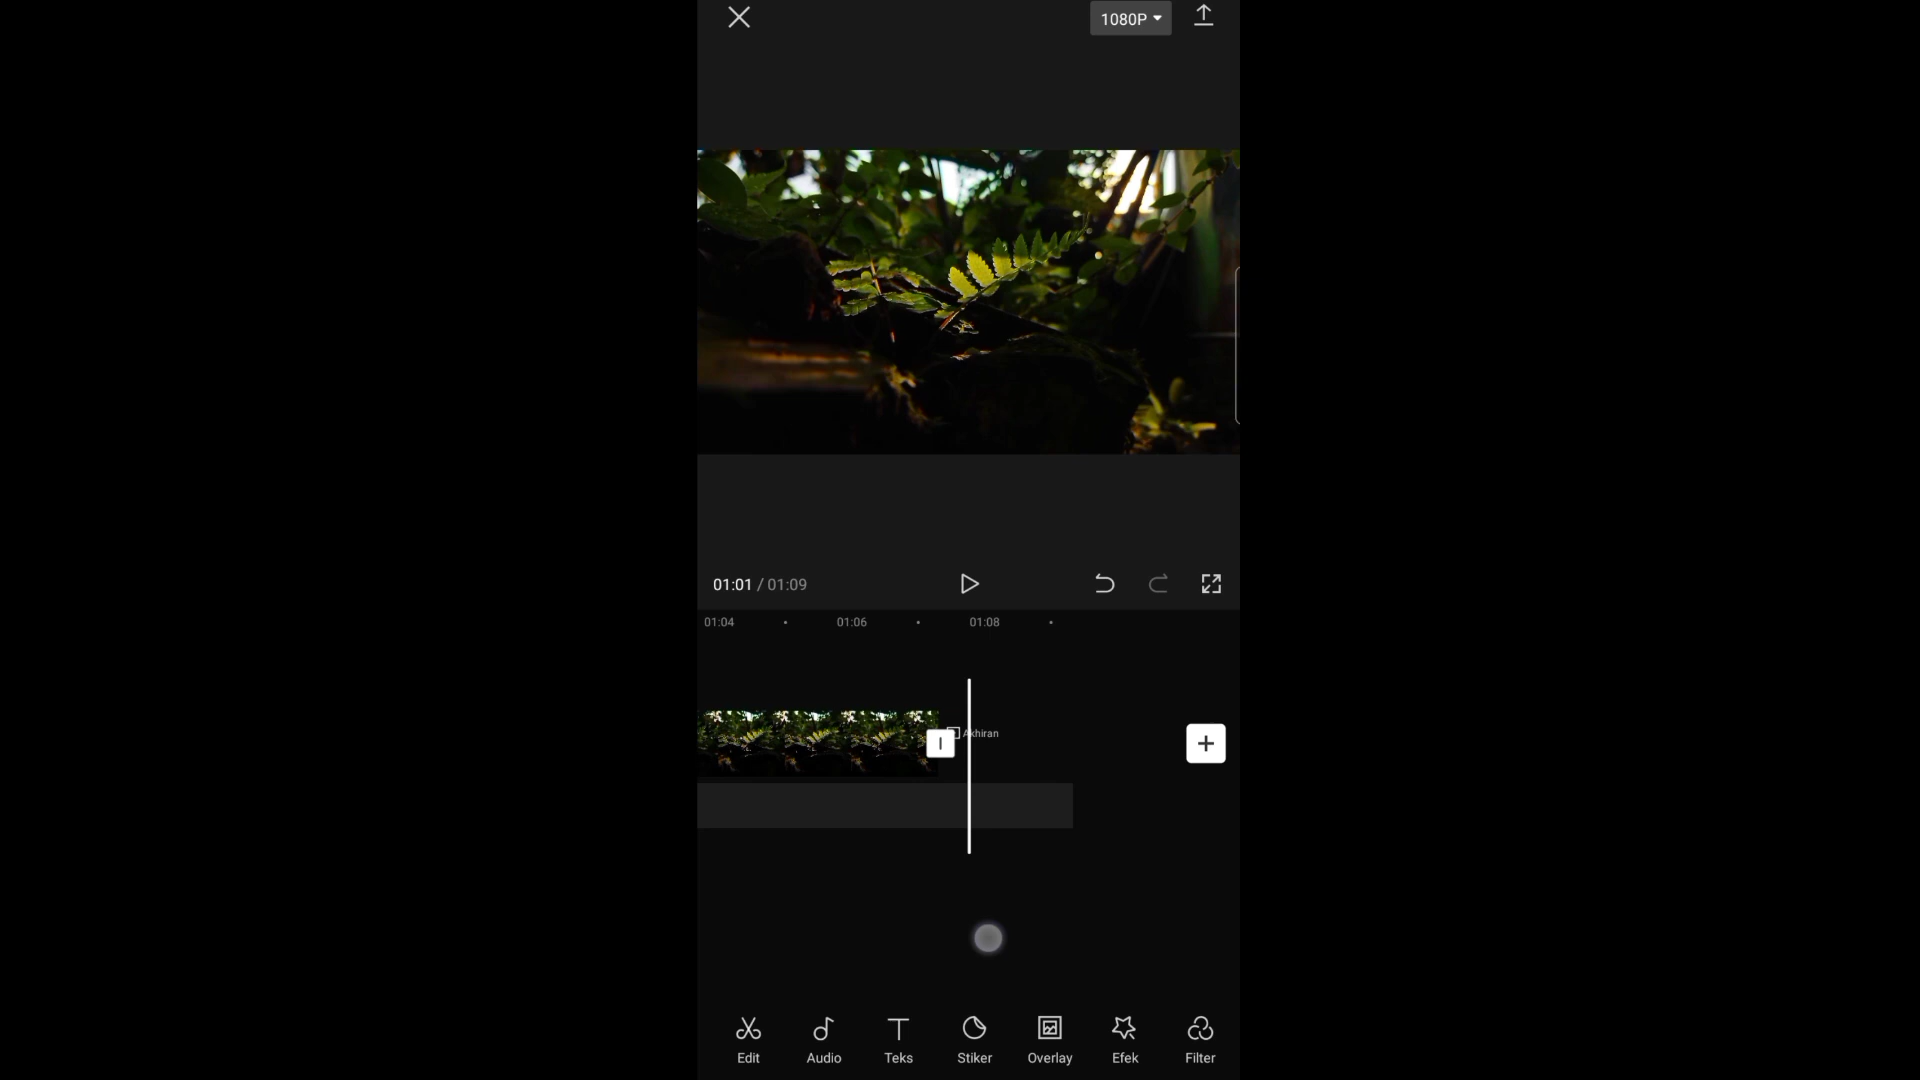 1080P
01:01 / 01:09
01:04 01:06 01:08
Akhiran
Edit Audio Teks Stiker Overlay Efek Filter